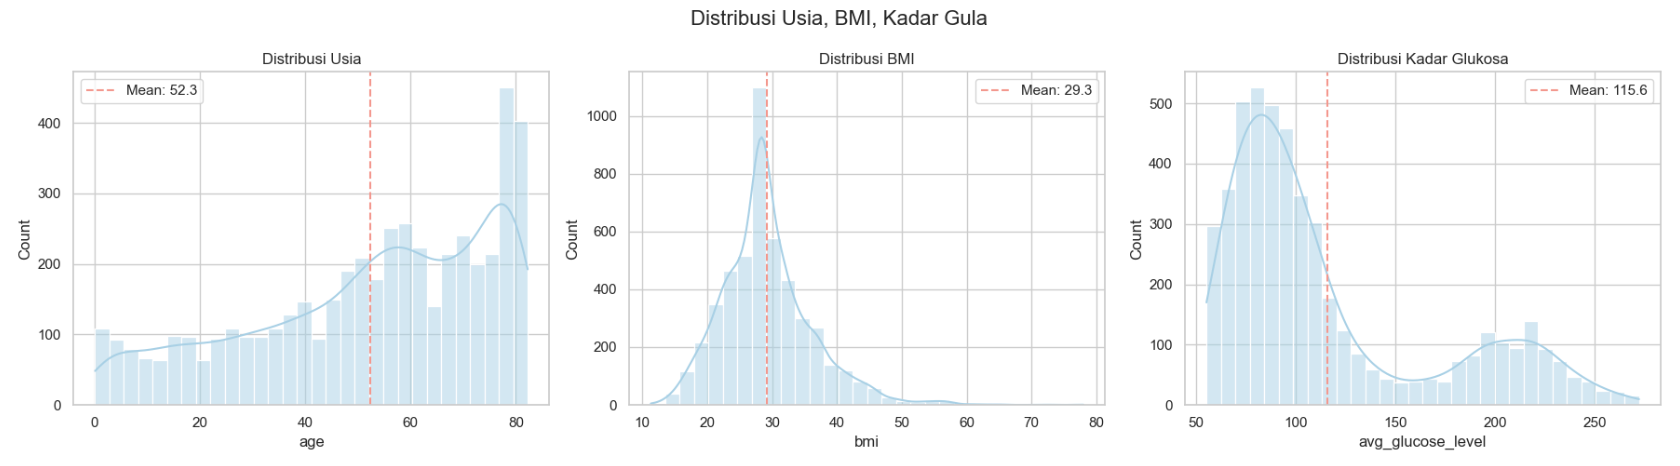 Distribusi Usia, BMI, Kadar Gula
Distribusi Usia
Mean: 52.3
Count
400
300
200
100
0
0 20 40 60 80
age
Distribusi BMI
Mean: 29.3
Count
1000
800
600
400
200
0
10 20 30 40 50 60 70 80
bmi
Distribusi Kadar Glukosa
Mean: 115.6
Count
500
400
300
200
100
0
50 100 150 200 250
avg_glucose_level